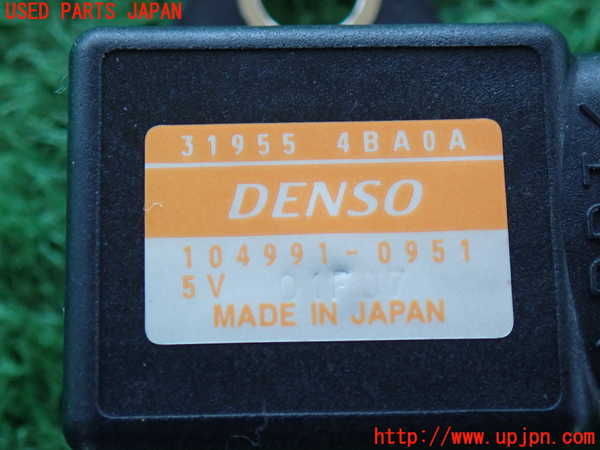 USED PARTS JAPAN
31955 4BA0A
DENSO
104991-0951
5V
MADE IN JAPAN
http://www.upjpn.com